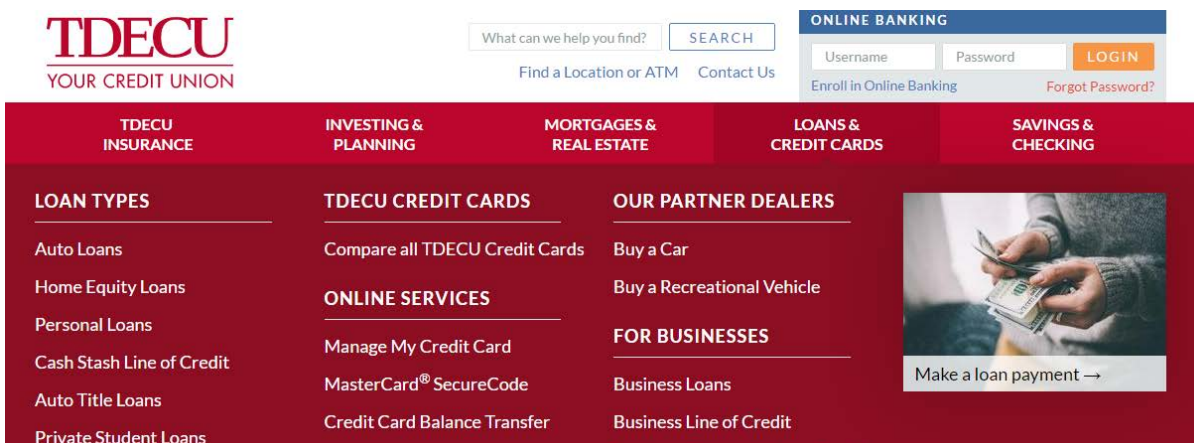 TDECU
YOUR CREDIT UNION
What can we help you find?
SEARCH
Find a Location or ATM
Contact Us
ONLINE BANKING
Username
Password
LOGIN
Enroll in Online Banking
Forgot Password?
TDECU
INSURANCE
INVESTING &
PLANNING
MORTGAGES &
REAL ESTATE
LOANS &
CREDIT CARDS
SAVINGS &
CHECKING
LOAN TYPES
Auto Loans
Home Equity Loans
Personal Loans
Cash Stash Line of Credit
Auto Title Loans
Private Student Loans
TDECU CREDIT CARDS
Compare all TDECU Credit Cards
ONLINE SERVICES
Manage My Credit Card
MasterCard® SecureCode
Credit Card Balance Transfer
OUR PARTNER DEALERS
Buy a Car
Buy a Recreational Vehicle
FOR BUSINESSES
Business Loans
Business Line of Credit
Make a loan payment →